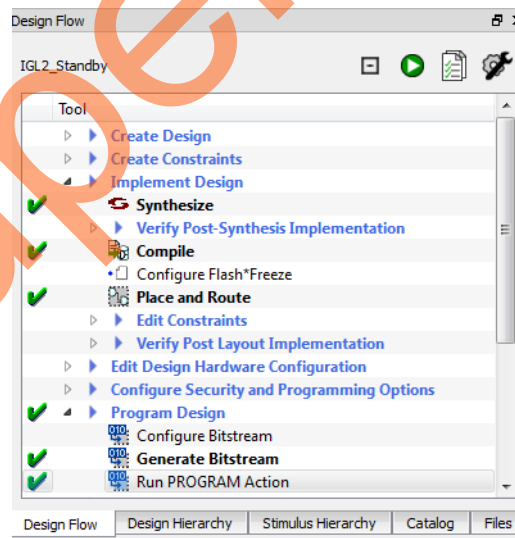 Design Flow
IGL2_Standby
Tool
Create Design
Create Constraints
Implement Design
Synthesize
Verify Post-Synthesis Implementation
Compile
Configure Flash*Freeze
Place and Route
Edit Constraints
Verify Post Layout Implementation
Edit Design Hardware Configuration
Configure Security and Programming Options
Program Design
Configure Bitstream
Generate Bitstream
Run PROGRAM Action
Design Flow Design Hierarchy Stimulus Hierarchy Catalog Files